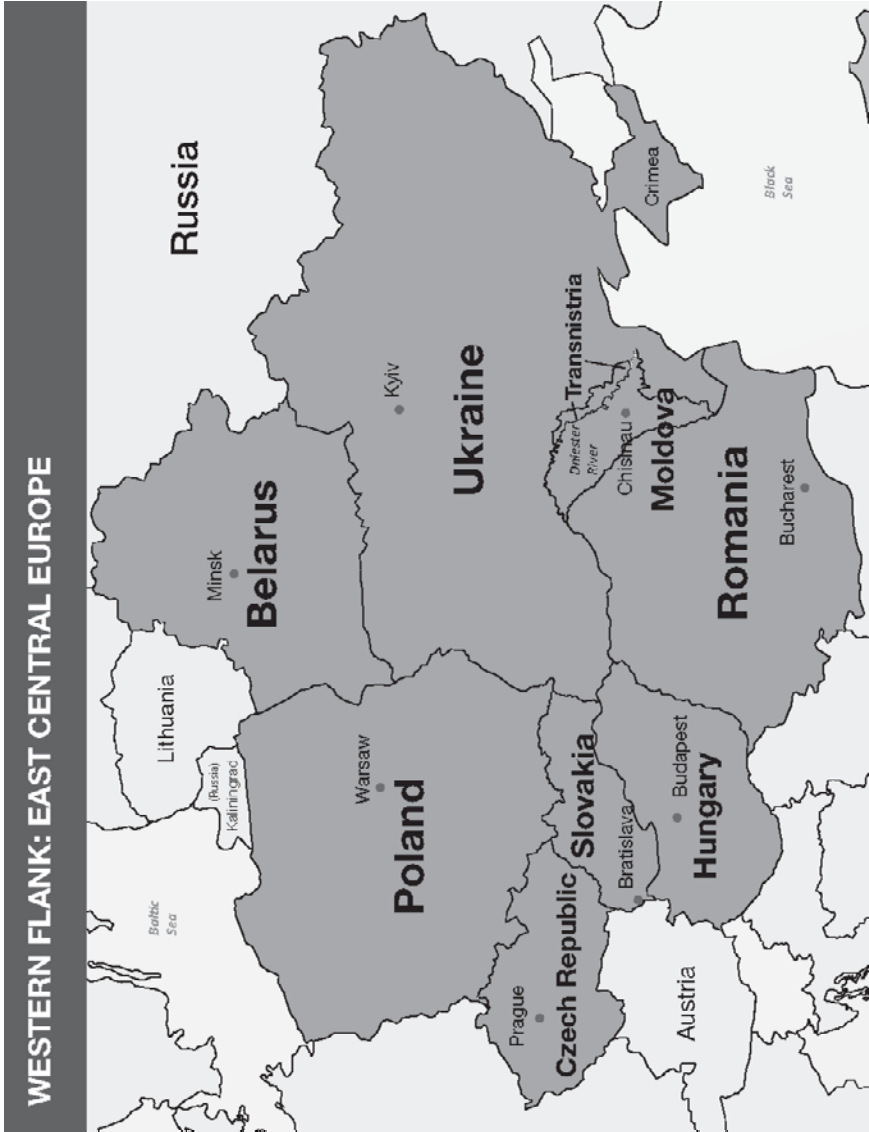 WESTERN FLANK: EAST CENTRAL EUROPE
Russia
Lithuania
(Russia)
Kaliningrad
Baltic
Sea
Minsk
Belarus
Warsaw
Poland
Kyiv
Ukraine
Prague
Czech Republic
Slovakia
Bratislava
Austria
Budapest
Hungary
Transnistria
Dniester
River
Chisinau
Moldova
Romania
Bucharest
Crimea
Black
Sea